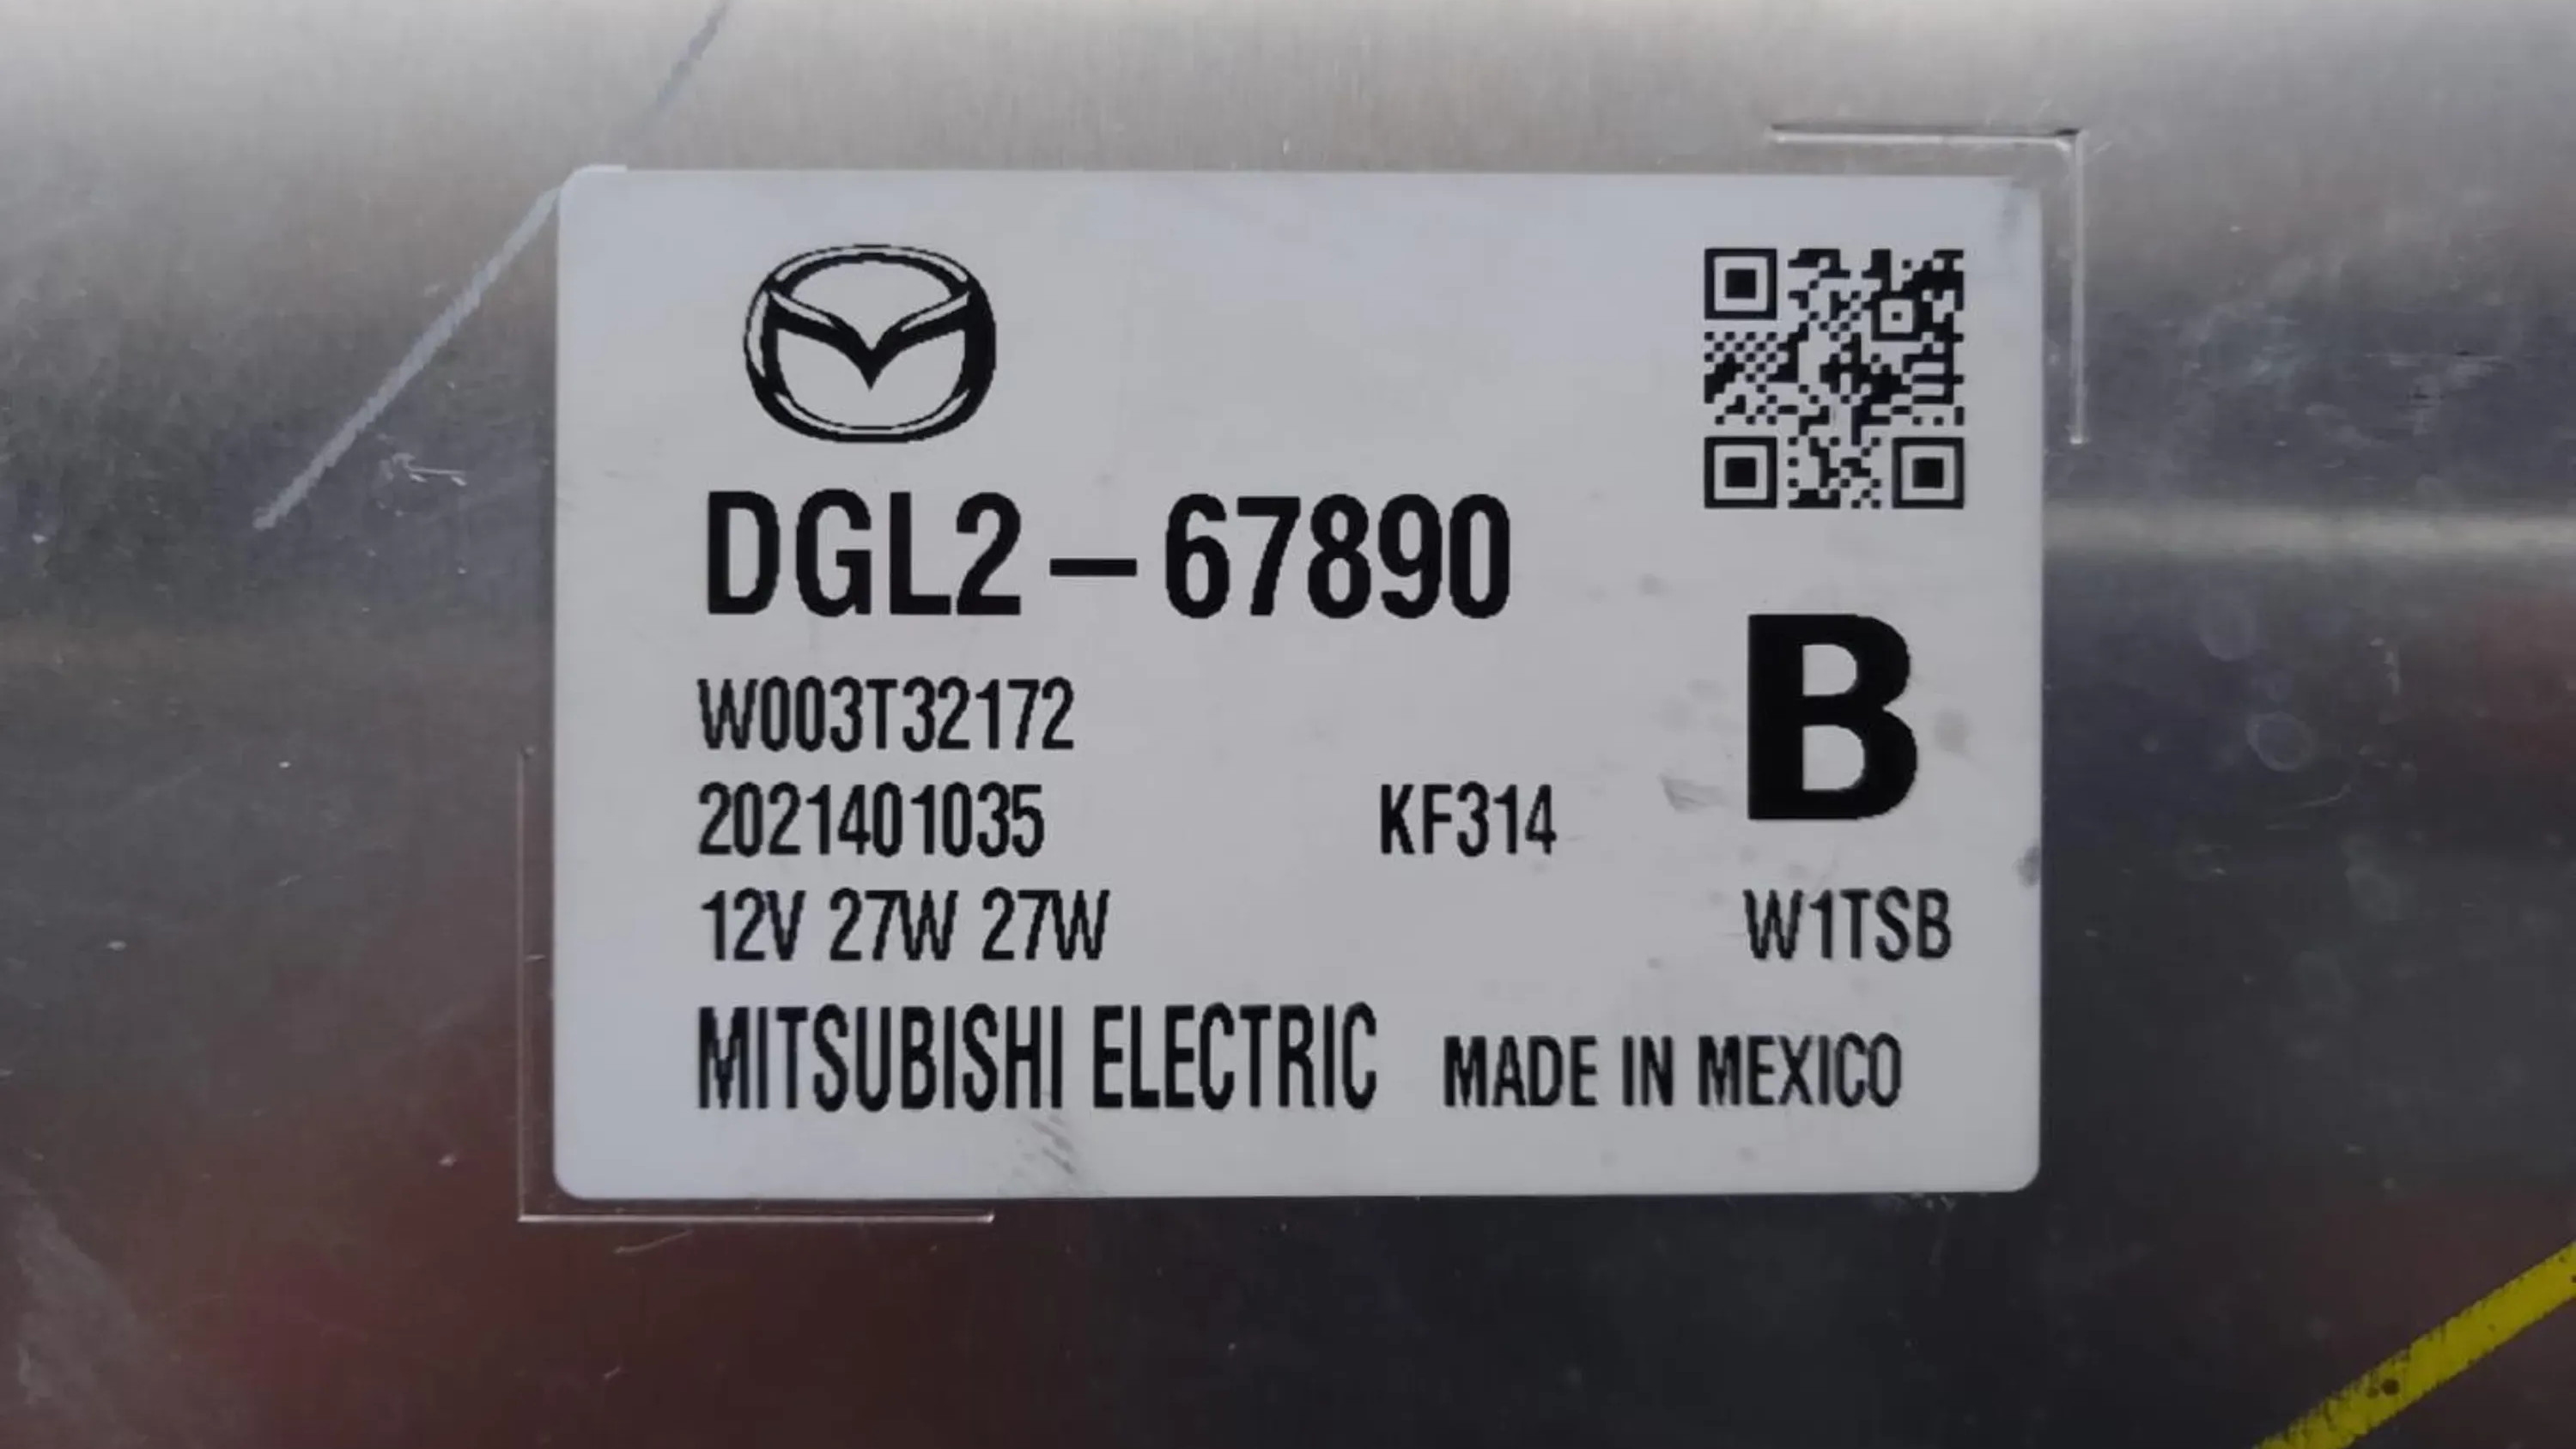 DGL2-67890
B
W003T32172
2021401035 KF314
12V 27W 27W W1TSB
MITSUBISHI ELECTRIC MADE IN MEXICO